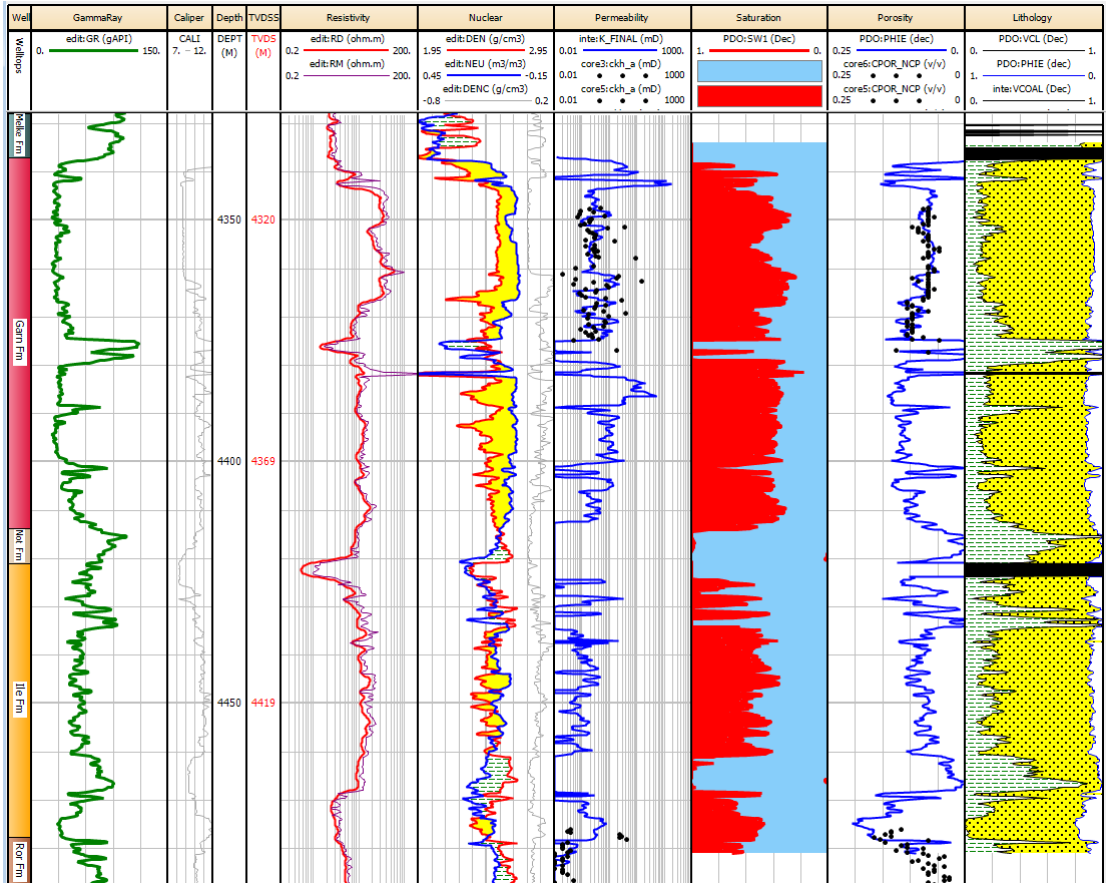 Well GammaRay Caliper Depth TVDSS Resistivity Nuclear Permeability Saturation Porosity Lithology
Welltops
edit:GR (gAPI)
0. 150.
CALI
7. 12.
DEPT
(M)
TVDS
(M)
edit:RD (ohm.m)
0.2 200.
edit:RM (ohm.m)
0.2 200.
edit:DEN (g/cm3)
1.95 2.95
edit:NEU (m3/m3)
0.45 -0.15
edit:DENC (g/cm3)
-0.8 0.2
inte:K_FINAL (mD)
0.01 1000.
core3:ckh_a (mD)
0.01 1000
core5:ckh_a (mD)
0.01 1000
PDO:SW1 (Dec)
1. 0.
PDO:PHIE (dec)
0.25 0.
core6:CPOR_NCP (v/v)
0.25 0
core5:CPOR_NCP (v/v)
0.25 0
PDO:VCL (Dec)
0. 1.
PDO:PHIE (dec)
1. 0.
inte:VCOAL (Dec)
0. 1.
Melke Fm
4350 4320
Garn Fm
4400 4369
Not Fm
Ile Fm
4450 4419
Ror Fm